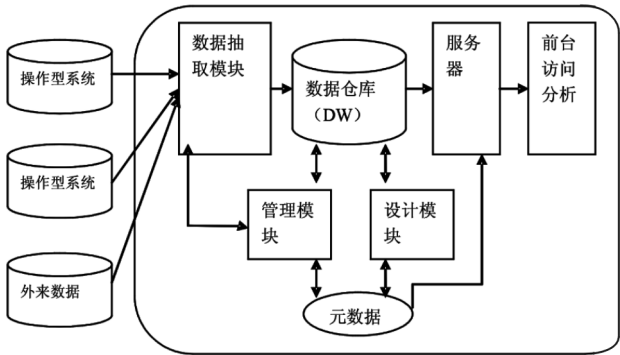 操作型系统
操作型系统
外来数据
数据抽
取模块
数据仓库
（DW）
服务
器
前台
访问
分析
管理模
块
设计模
块
元数据